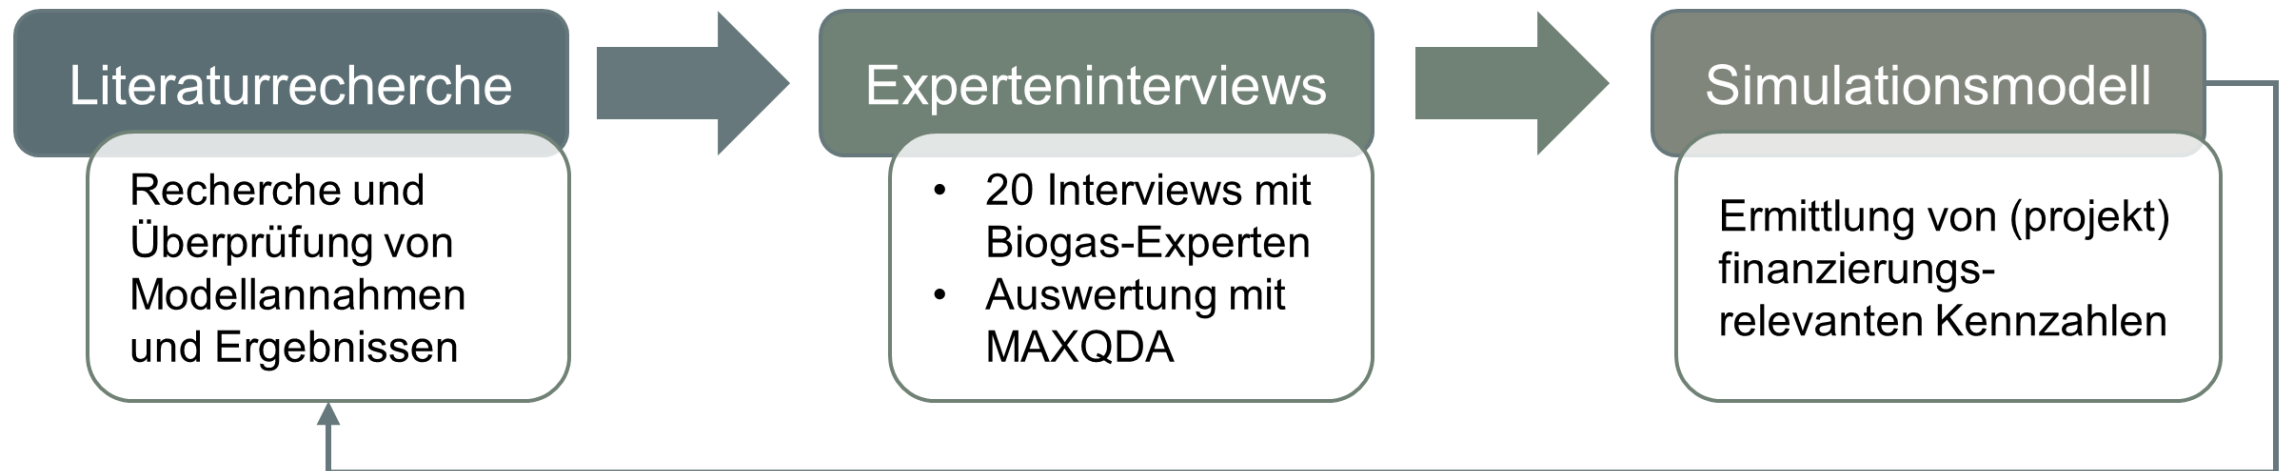 Literaturrecherche
Recherche und
Überprüfung von
Modellannahmen
und Ergebnissen
Experteninterviews
• 20 Interviews mit
Biogas-Experten
• Auswertung mit
MAXQDA
Simulationsmodell
Ermittlung von (projekt)
finanzierungs-
relevanten Kennzahlen